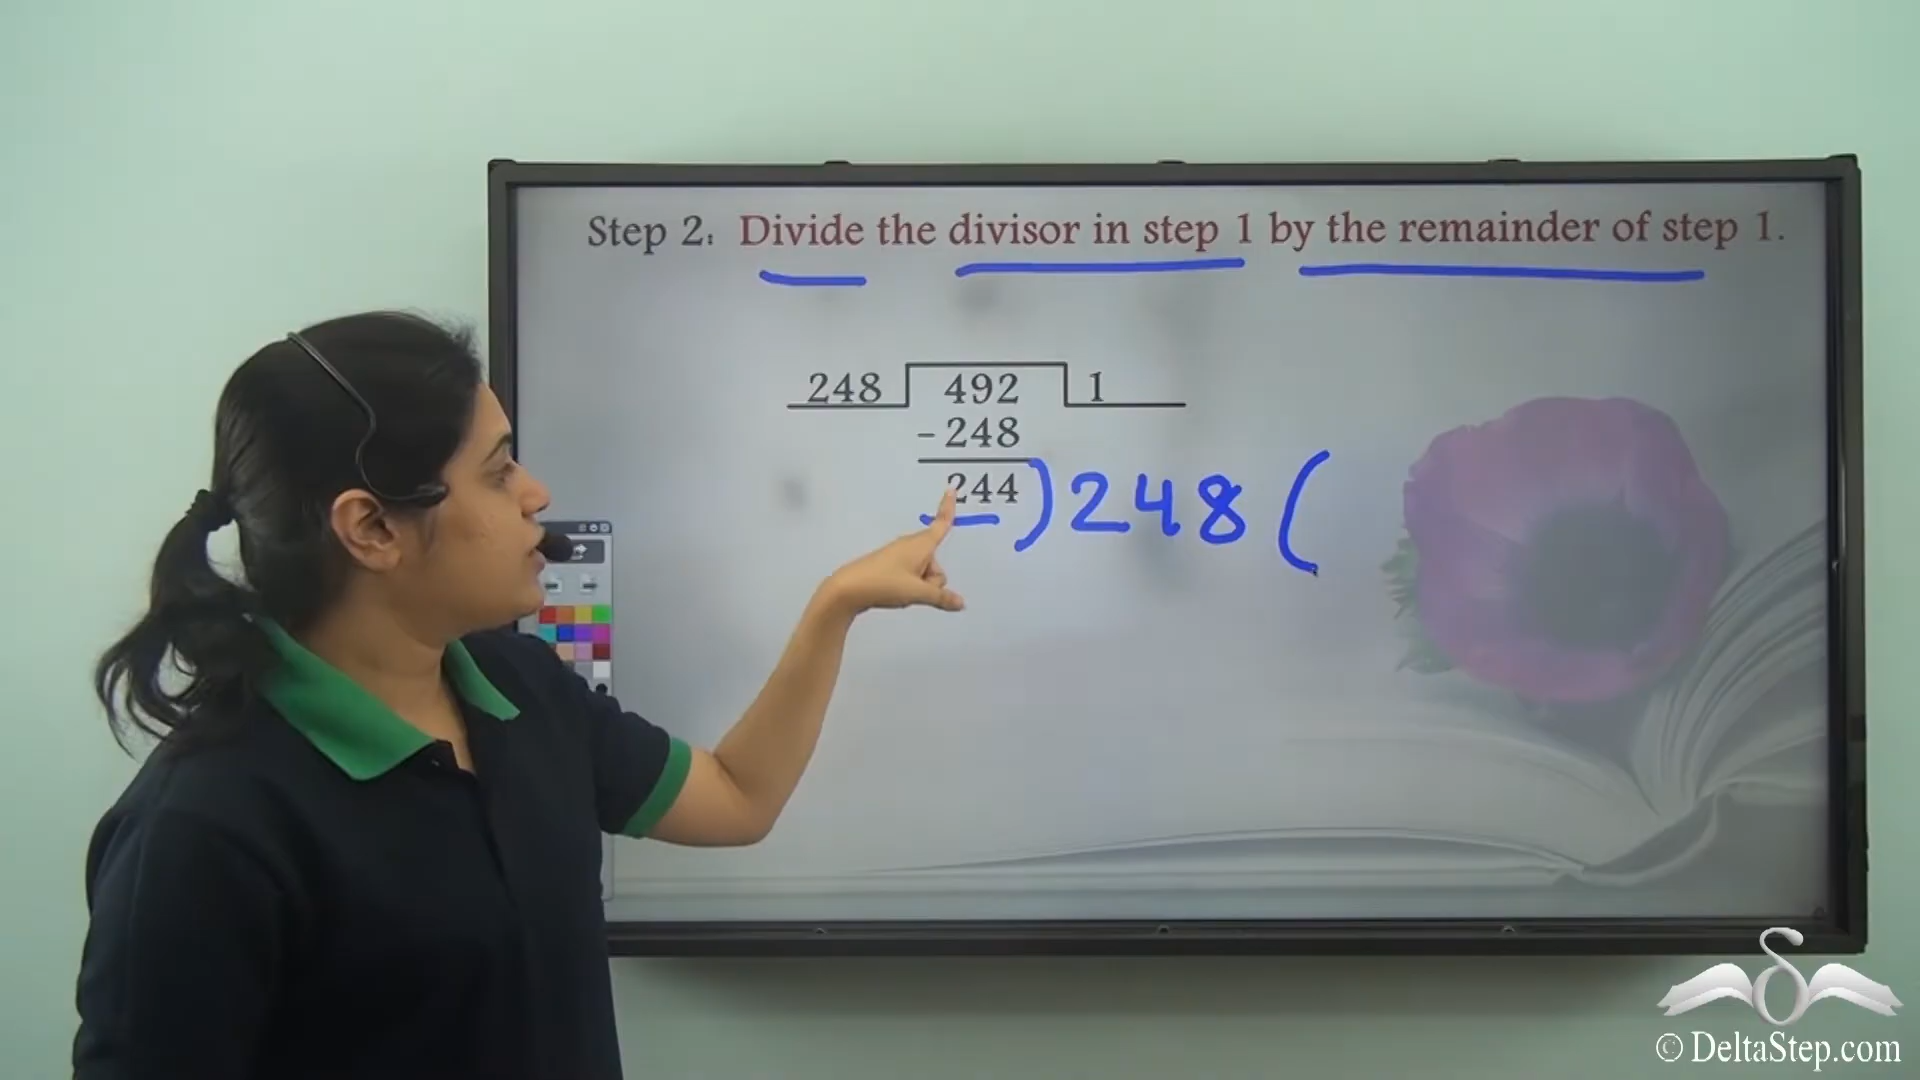 Step 2: Divide the divisor in step 1 by the remainder of step 1.
248 492 1
-248
244 ) 248 (
© DeltaStep.com